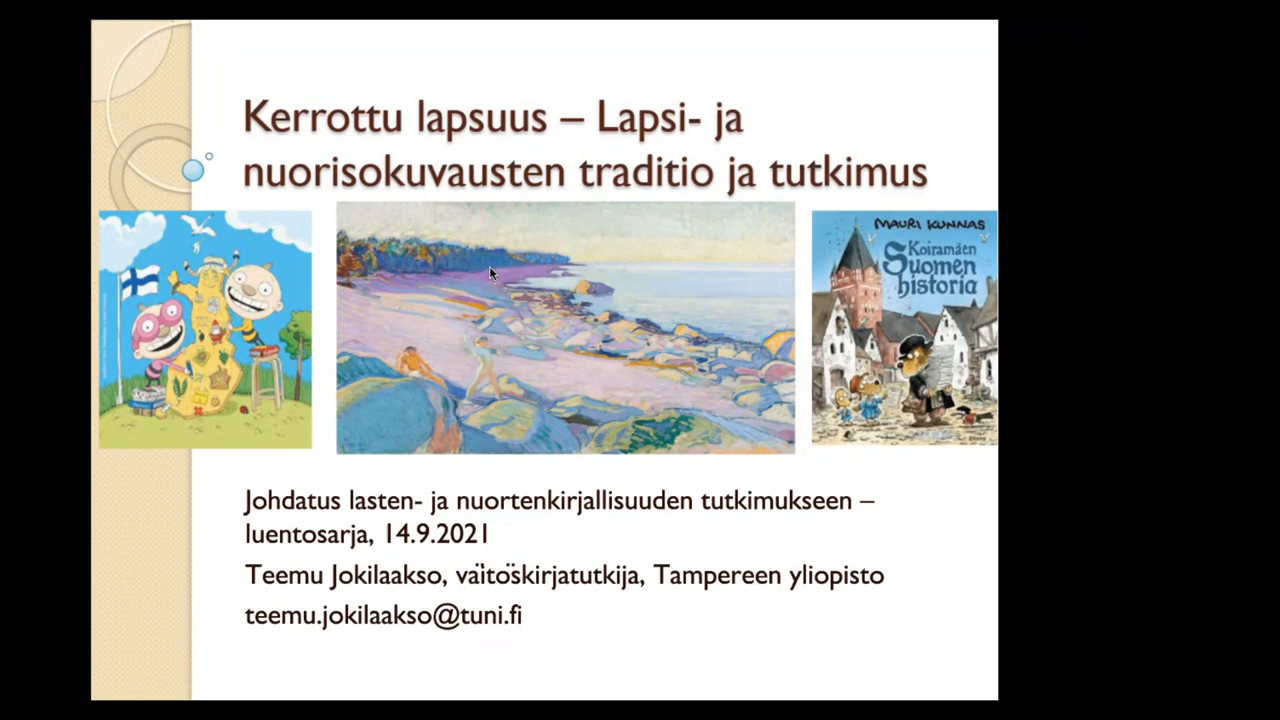 Kerrottu lapsuus – Lapsi- ja
nuorisokuvausten traditio ja tutkimus
MAURI KUNNAS
Koiramäen
Suomen
historia
Johdatus lasten- ja nuortenkirjallisuuden tutkimukseen –
luentosarja, 14.9.2021
Teemu Jokilaakso, väitöskirjatutkija, Tampereen yliopisto
teemu.jokilaakso@tuni.fi